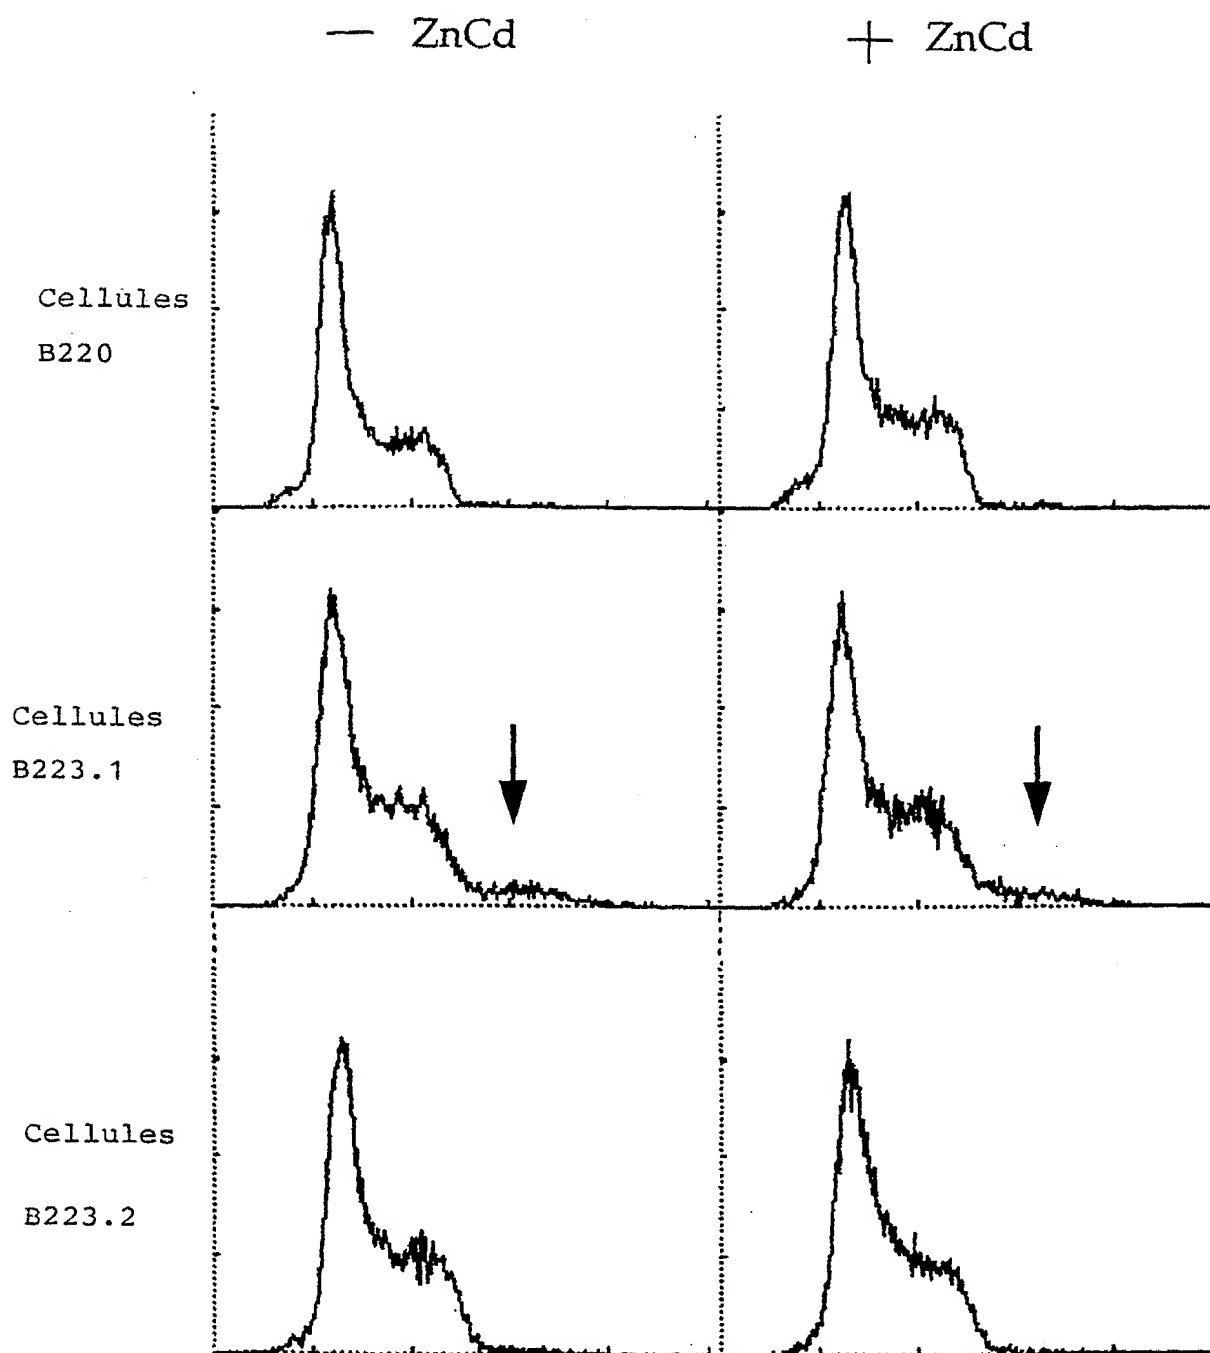 — ZnCd
+ ZnCd
Cellules
B220
Cellules
B223.1
Cellules
B223.2